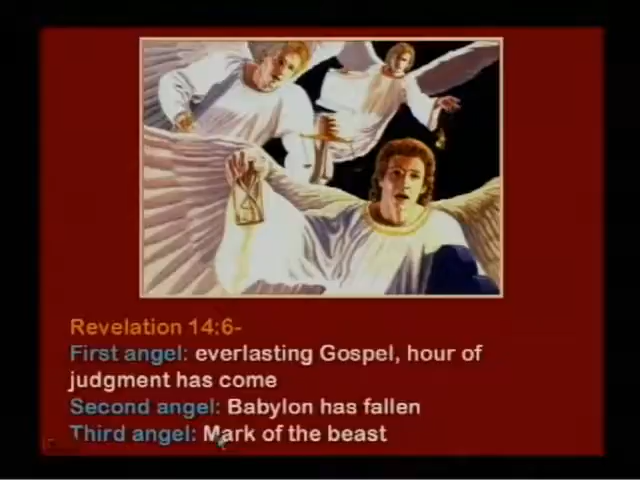 Revelation 14:6-
First angel: everlasting Gospel, hour of
judgment has come
Second angel: Babylon has fallen
Third angel: Mark of the beast